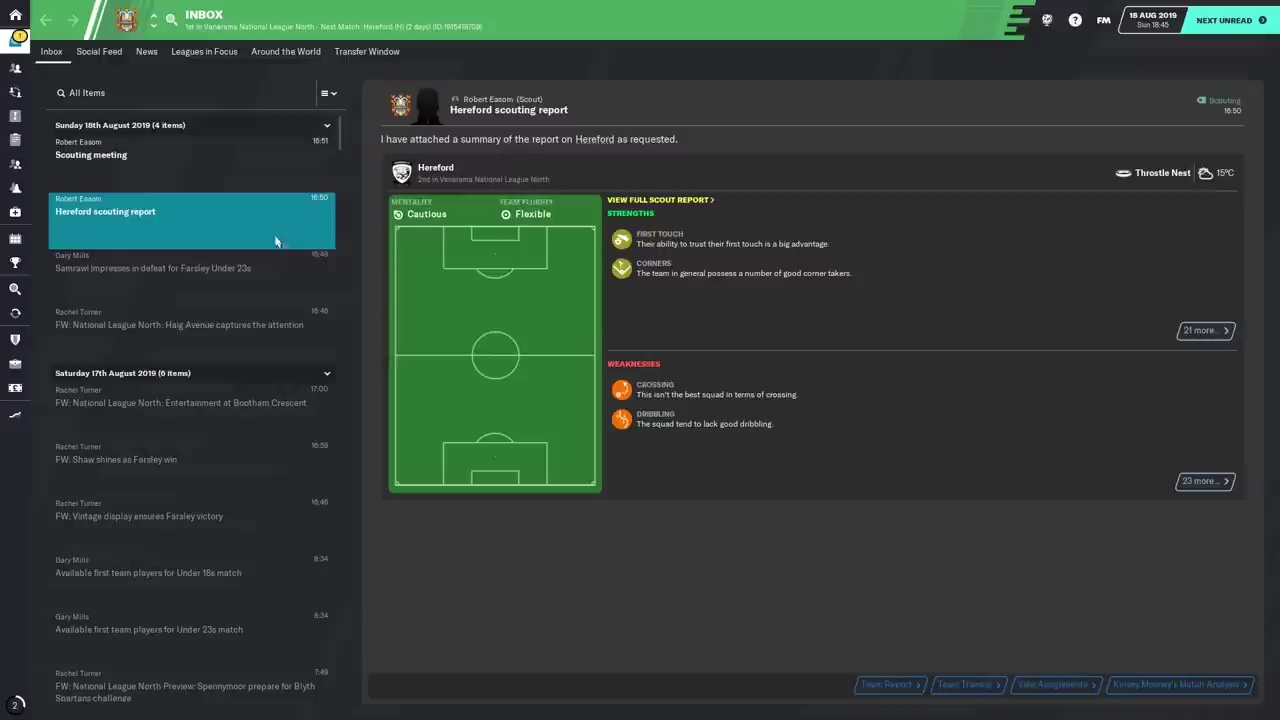 INBOX
1st in Vanarama National League North - Next Match: Hereford (H) (2 days) (ID:1915419709)
FM
18 AUG 2019
Sun 18:45
NEXT UNREAD
1
Inbox
Social Feed
News
Leagues in Focus
Around the World
Transfer Window
All Items
Sunday 18th August 2019 (4 items)
Robert Easom
16:51
Scouting meeting
Robert Easom
16:50
Hereford scouting report
Gary Mills
16:49
Samrawi impresses in defeat for Farsley Under 23s
Rachel Turner
16:46
FW: National League North: Haig Avenue captures the attention
Saturday 17th August 2019 (6 items)
Rachel Turner
17:00
FW: National League North: Entertainment at Bootham Crescent
Rachel Turner
16:59
FW: Shaw shines as Farsley win
Rachel Turner
16:46
FW: Vintage display ensures Farsley victory
Gary Mills
8:34
Available first team players for Under 18s match
Gary Mills
8:34
Available first team players for Under 23s match
Rachel Turner
7:49
FW: National League North Preview: Spennymoor prepare for Blyth
Spartans challenge
2
Robert Easom (Scout)
Hereford scouting report
Scouting
16:50
I have attached a summary of the report on Hereford as requested.
Hereford
2nd in Vanarama National League North
Throstle Nest
15°C
MENTALITY
Cautious
TEAM FLUIDITY
Flexible
VIEW FULL SCOUT REPORT >
STRENGTHS
FIRST TOUCH
Their ability to trust their first touch is a big advantage.
CORNERS
The team in general possess a number of good corner takers.
21 more... >
WEAKNESSES
CROSSING
This isn't the best squad in terms of crossing.
DRIBBLING
The squad tend to lack good dribbling.
23 more... >
Team Report >
Team Training >
View Assignments >
Kelsey Mooney's Match Analysis >